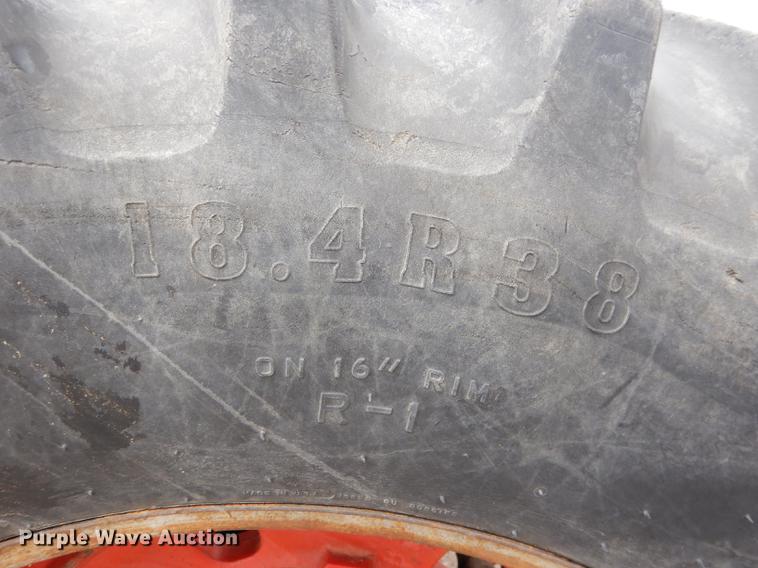 18.4R38
ON 16" RIM
R-1
Purple Wave Auction